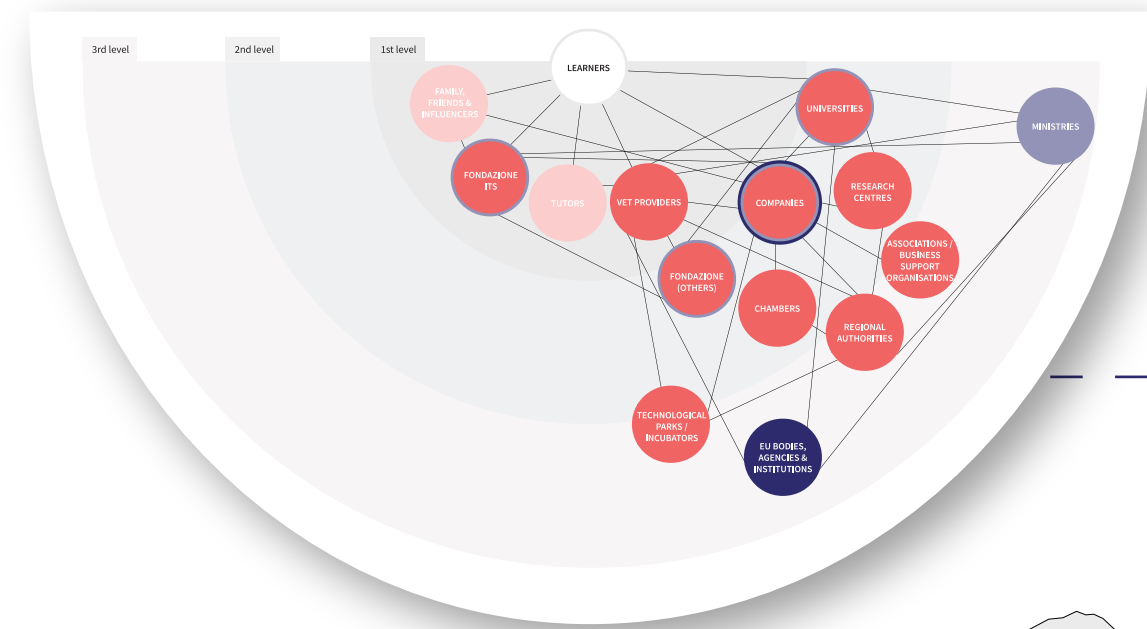 3rd level
2nd level
1st level
LEARNERS
FAMILY,
FRIENDS &
INFLUENCERS
UNIVERSITIES
MINISTRIES
FONDAZIONE
ITS
TUTORS
VET PROVIDERS
COMPANIES
RESEARCH
CENTRES
ASSOCIATIONS /
BUSINESS
SUPPORT
ORGANISATIONS
FONDAZIONE
(OTHERS)
CHAMBERS
REGIONAL
AUTHORITIES
TECHNOLOGICAL
PARKS /
INCUBATORS
EU BODIES,
AGENCIES &
INSTITUTIONS